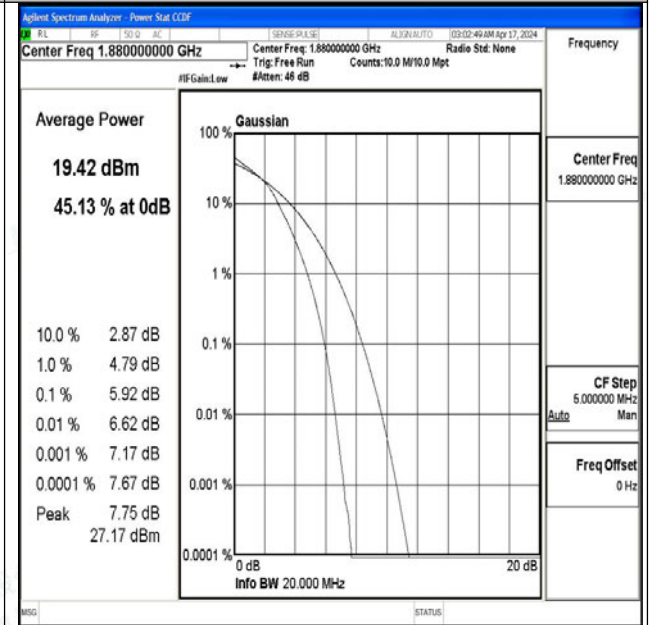 Agilent Spectrum Analyzer - Power Stat CCDF
RL RF 50 Ω AC SENSE:PULSE ALIGN AUTO 03:02:49 AM Apr 17, 2024
Center Freq 1.880000000 GHz
Center Freq: 1.880000000 GHz Radio Std: None
Trig: Free Run Counts:10.0 M/10.0 Mpt
#IFGain:Low #Atten: 46 dB
Frequency
Average Power
19.42 dBm
45.13 % at 0dB
10.0 % 2.87 dB
1.0 % 4.79 dB
0.1 % 5.92 dB
0.01 % 6.62 dB
0.001 % 7.17 dB
0.0001 % 7.67 dB
Peak 7.75 dB
27.17 dBm
Gaussian
100 %
10 %
1 %
0.1 %
0.01 %
0.001 %
0.0001 %
0 dB 20 dB
Info BW 20.000 MHz
Center Freq
1.880000000 GHz
CF Step
5.000000 MHz
Auto Man
Freq Offset
0 Hz
MSG STATUS